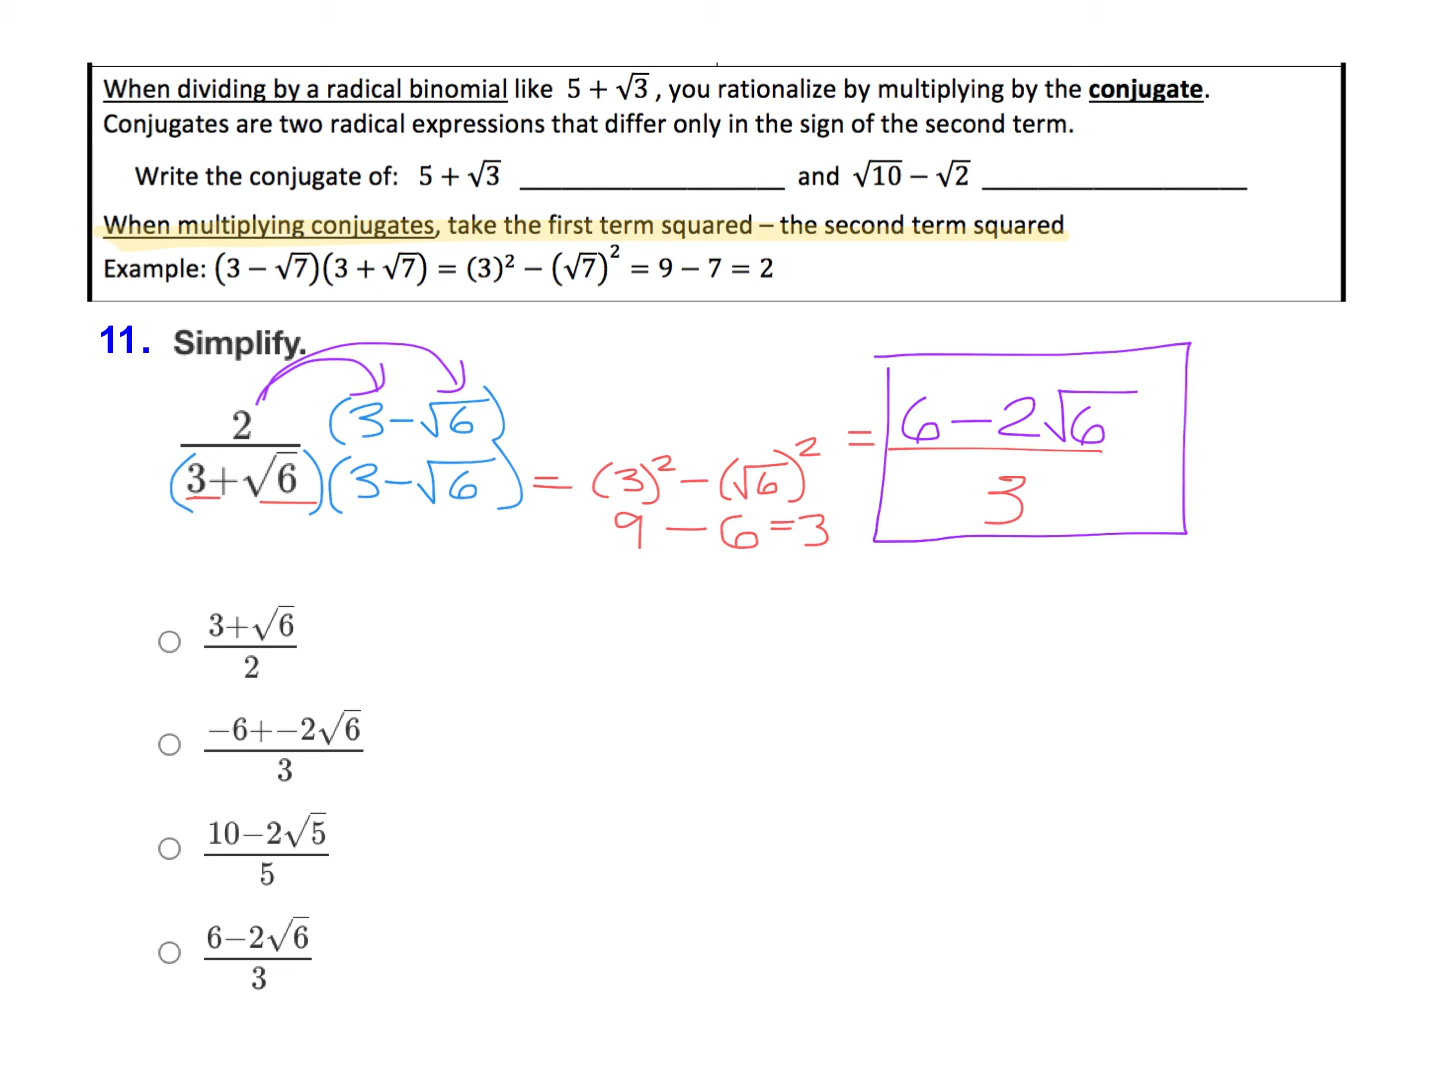 When dividing by a radical binomial like 5 + √3 , you rationalize by multiplying by the conjugate.
Conjugates are two radical expressions that differ only in the sign of the second term.
Write the conjugate of: 5 + √3 ____________________ and √10 − √2 ____________________
When multiplying conjugates, take the first term squared – the second term squared
Example: (3 − √7)(3 + √7) = (3)² − (√7)² = 9 − 7 = 2
11. Simplify.
2 (3−√6)
(3+√6)(3−√6) = (3)² − (√6)² = 6−2√6
9 − 6 = 3
3
3+√6
2
−6+−2√6
3
10−2√5
5
6−2√6
3